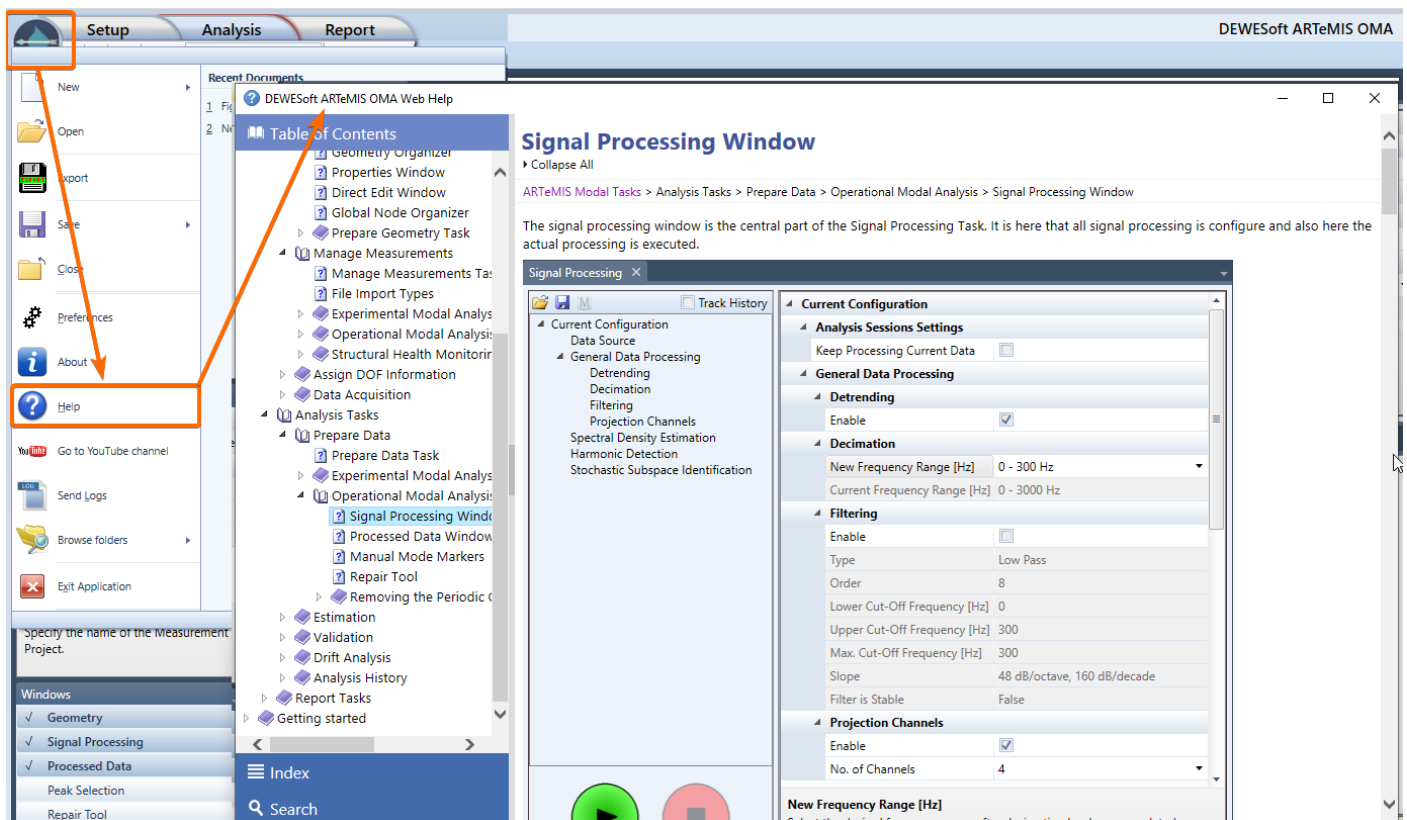 Setup
Analysis
Report
DEWESoft ARTeMIS OMA
New
Open
Export
Save
Close
Preferences
About
Help
You Tube Go to YouTube channel
LOG
Send Logs
Browse folders
Exit Application
Recent Documents
1
2
Specify the name of the Measurement
Project.
Windows
√ Geometry
√ Signal Processing
√ Processed Data
Peak Selection
Repair Tool
DEWESoft ARTeMIS OMA Web Help
Table of Contents
Geometry Organizer
Properties Window
Direct Edit Window
Global Node Organizer
Prepare Geometry Task
Manage Measurements
Manage Measurements Tas
File Import Types
Experimental Modal Analys
Operational Modal Analysis
Structural Health Monitorin
Assign DOF Information
Data Acquisition
Analysis Tasks
Prepare Data
Prepare Data Task
Experimental Modal Analys
Operational Modal Analysis
Signal Processing Windo
Processed Data Window
Manual Mode Markers
Repair Tool
Removing the Periodic
Estimation
Validation
Drift Analysis
Analysis History
Report Tasks
Getting started
Index
Search
Signal Processing Window
Collapse All
ARTeMIS Modal Tasks > Analysis Tasks > Prepare Data > Operational Modal Analysis > Signal Processing Window
The signal processing window is the central part of the Signal Processing Task. It is here that all signal processing is configure and also here the
actual processing is executed.
Signal Processing
M
Track History
Current Configuration
Data Source
General Data Processing
Detrending
Decimation
Filtering
Projection Channels
Spectral Density Estimation
Harmonic Detection
Stochastic Subspace Identification
Current Configuration
Analysis Sessions Settings
Keep Processing Current Data
General Data Processing
Detrending
Enable
Decimation
New Frequency Range [Hz] 0 - 300 Hz
Current Frequency Range [Hz] 0 - 3000 Hz
Filtering
Enable
Type Low Pass
Order 8
Lower Cut-Off Frequency [Hz] 0
Upper Cut-Off Frequency [Hz] 300
Max. Cut-Off Frequency [Hz] 300
Slope 48 dB/octave, 160 dB/decade
Filter is Stable False
Projection Channels
Enable
No. of Channels 4
New Frequency Range [Hz]